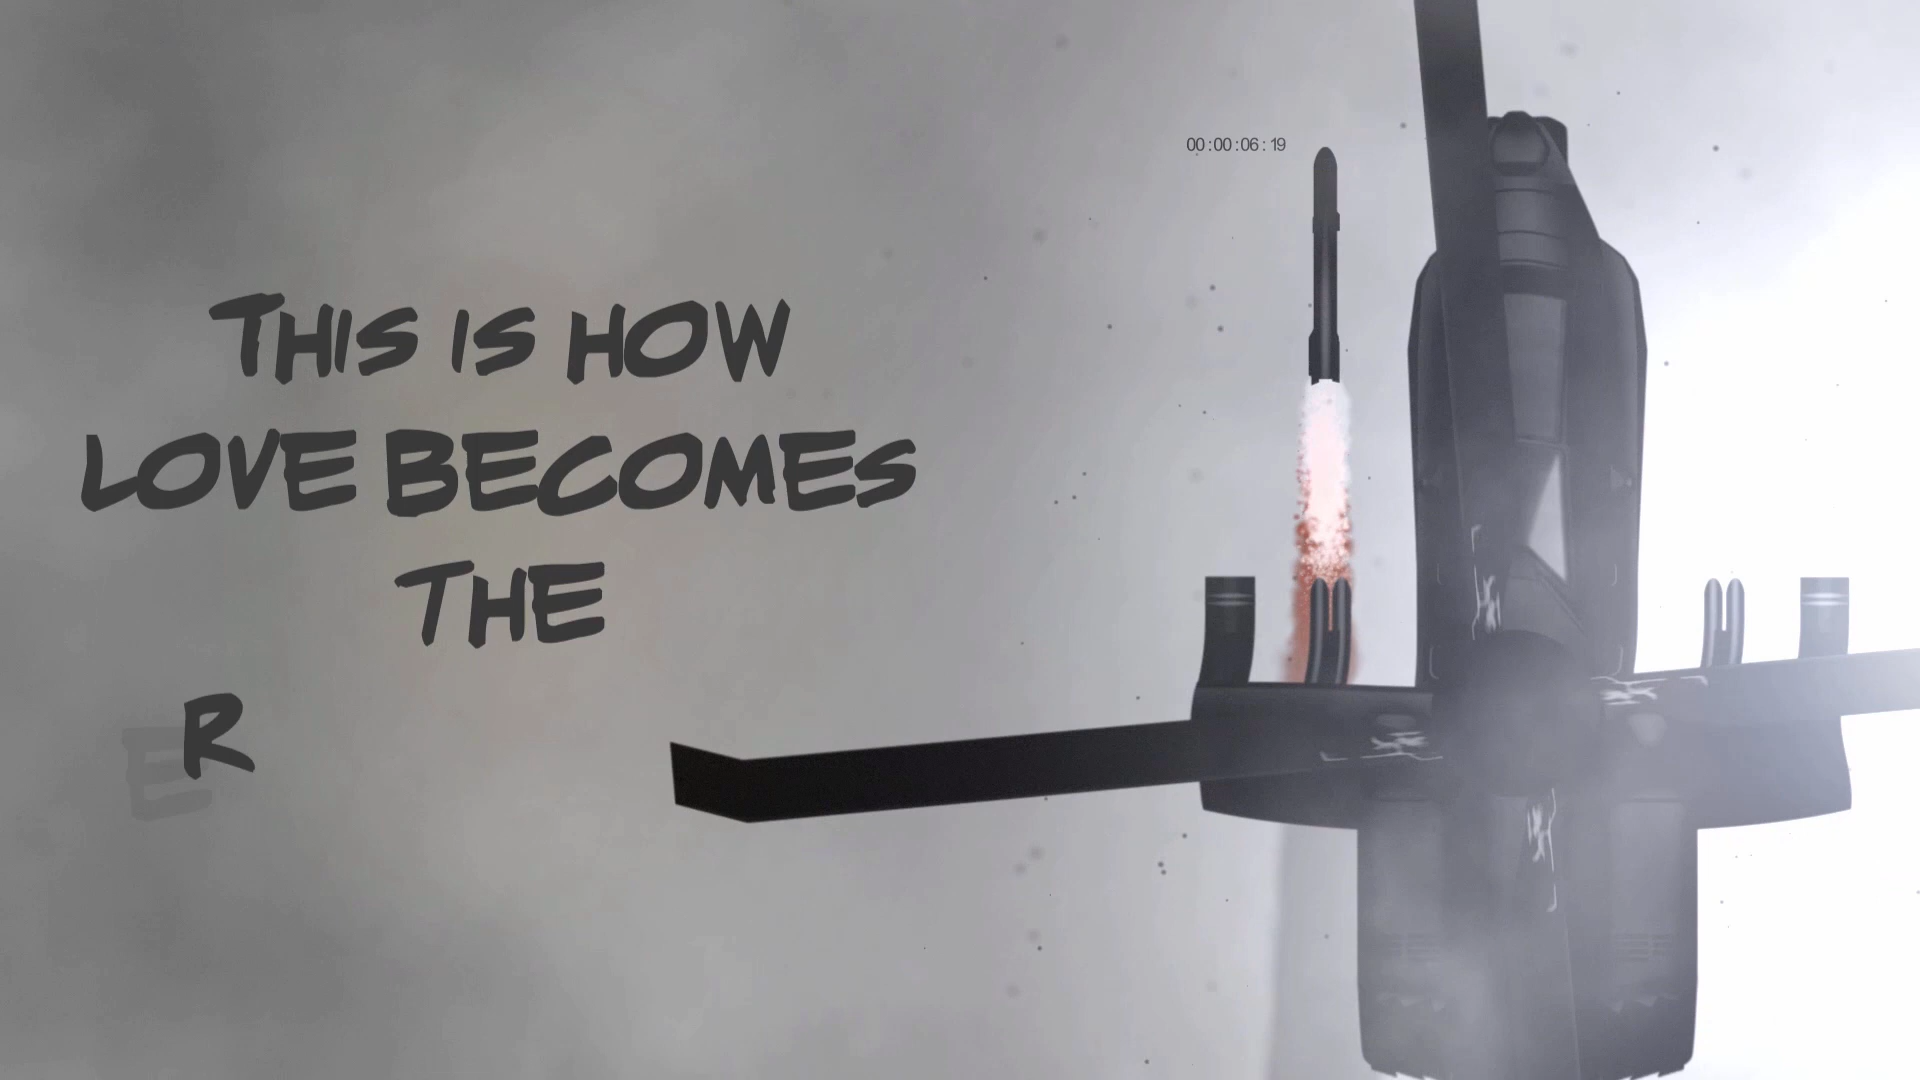 00:00:06:19
THIS IS HOW
LOVE BECOMES
THE
R
E